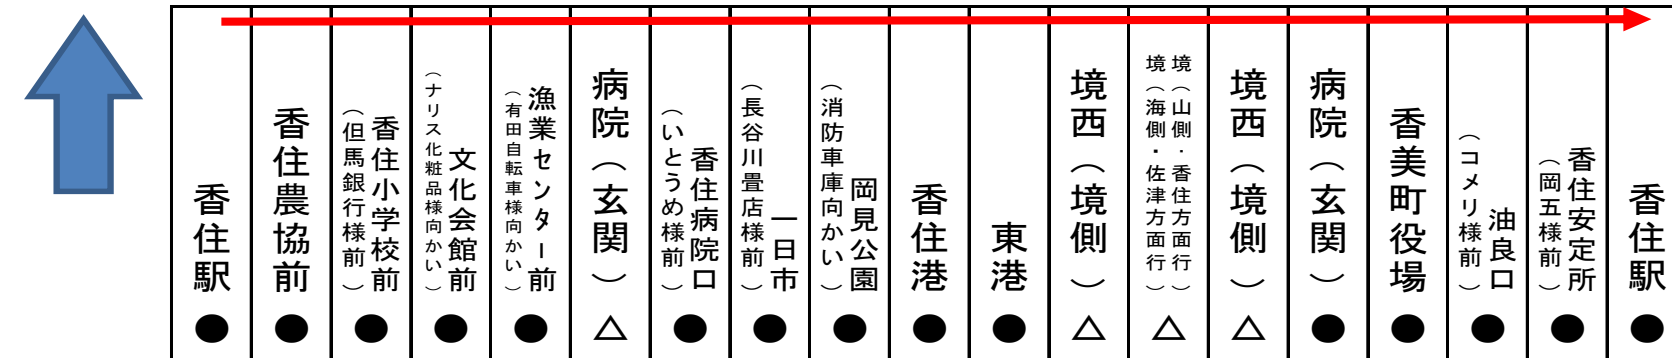 香住駅
●
香住農協前
●
香住小学校前
（但馬銀行様前）
●
文化会館前
（ナリス化粧品様向かい）
●
漁業センター前
（有田自転車様向かい）
●
病院（玄関）
△
香住病院口
（いとうめ様前）
●
一日市
（長谷川畳店様前）
●
岡見公園
（消防車庫向かい）
●
香住港
●
東港
●
境西（境側）
△
境（山側・香住方面行）
境（海側・佐津方面行）
△
境西（境側）
△
病院（玄関）
●
香美町役場
●
油良口
（コメリ様前）
●
香住安定所
（岡五様前）
●
香住駅
●